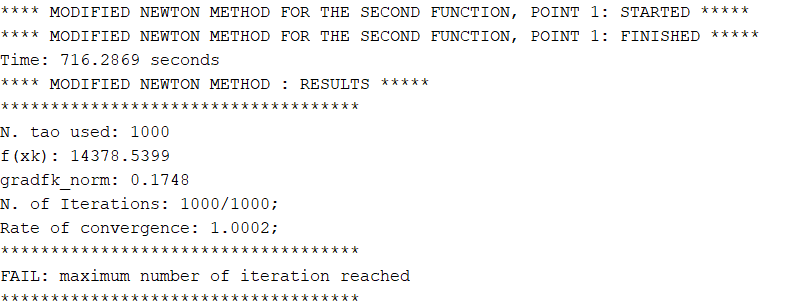 **** MODIFIED NEWTON METHOD FOR THE SECOND FUNCTION, POINT 1: STARTED *****
**** MODIFIED NEWTON METHOD FOR THE SECOND FUNCTION, POINT 1: FINISHED *****
Time: 716.2869 seconds
**** MODIFIED NEWTON METHOD : RESULTS *****
************************************
N. tao used: 1000
f(xk): 14378.5399
gradfk_norm: 0.1748
N. of Iterations: 1000/1000;
Rate of convergence: 1.0002;
************************************
FAIL: maximum number of iteration reached
************************************